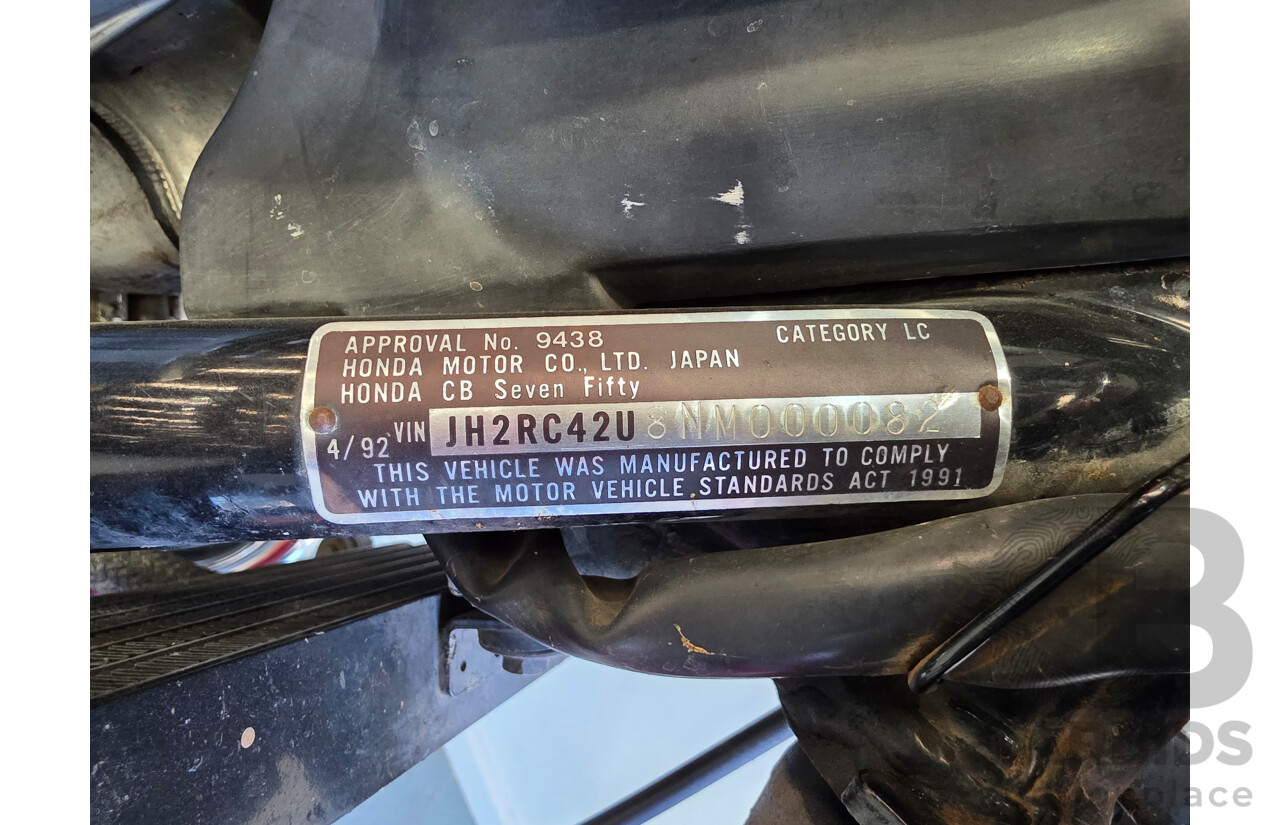 APPROVAL No. 9438 CATEGORY LC
HONDA MOTOR CO., LTD. JAPAN
HONDA CB Seven Fifty
4/92 VIN JH2RC42U8NM000082
THIS VEHICLE WAS MANUFACTURED TO COMPLY
WITH THE MOTOR VEHICLE STANDARDS ACT 1991